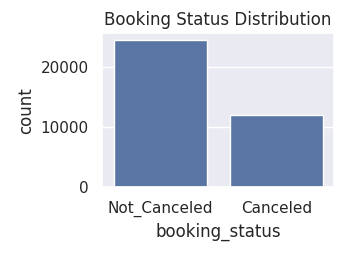 Booking Status Distribution
20000
10000
0
count
Not_Canceled
Canceled
booking_status